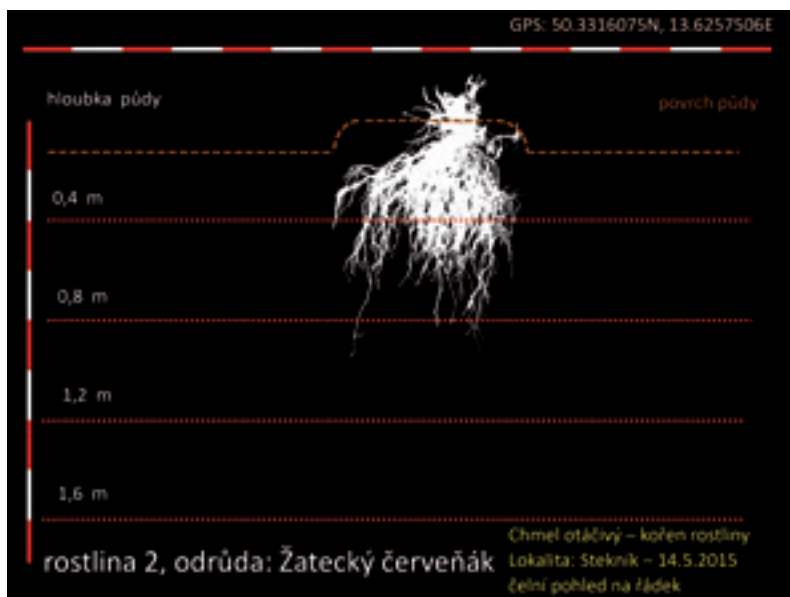 GPS: 50.3316075N, 13.6257506E
hloubka půdy
povrch půdy
0,4 m
0,8 m
1,2 m
1,6 m
rostlina 2, odrůda: Žatecký červeňák
Chmel otáčivý – kořen rostliny
Lokalita: Stekník – 14.5.2015
čelní pohled na řádek